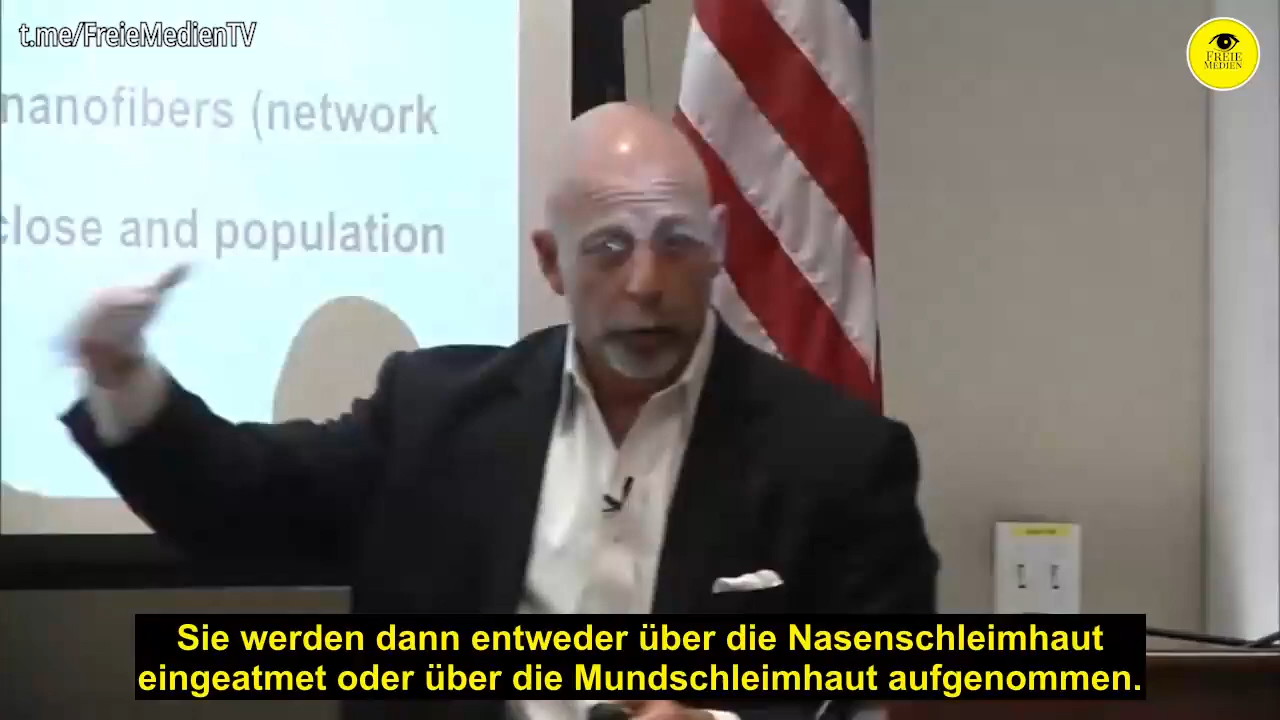 t.me/FreieMedienTV
FREIE
MEDIEN
nanofibers (network
close and population
Sie werden dann entweder über die Nasenschleimhaut
eingeatmet oder über die Mundschleimhaut aufgenommen.